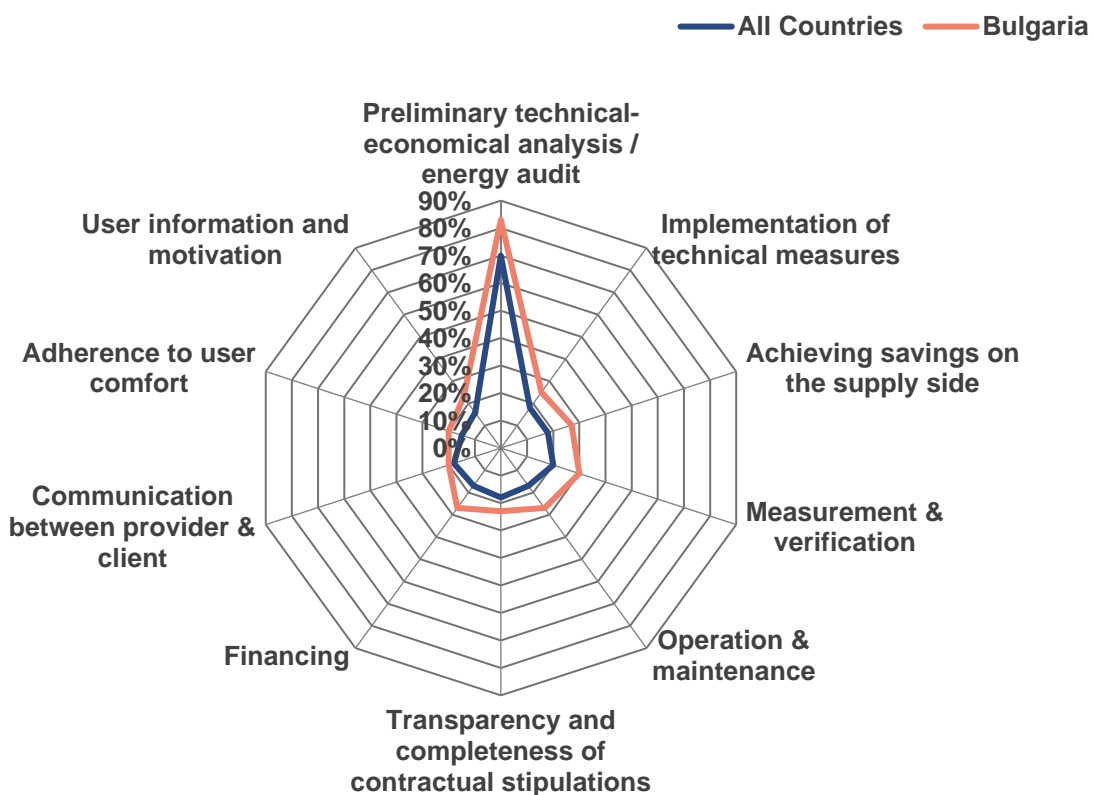 All Countries
Bulgaria
Preliminary technical-
economical analysis /
energy audit
90%
80%
70%
60%
50%
40%
30%
20%
10%
0%
User information and
motivation
Implementation of
technical measures
Adherence to user
comfort
Achieving savings on
the supply side
Communication
between provider &
client
Measurement &
verification
Financing
Operation &
maintenance
Transparency and
completeness of
contractual stipulations